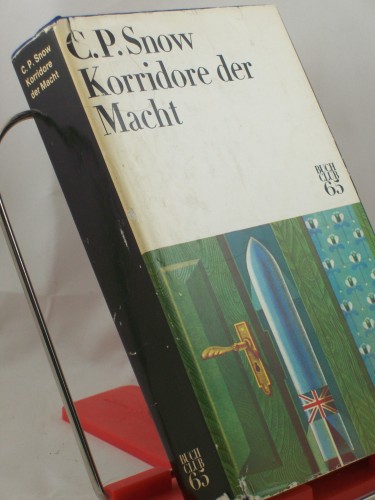 C. P. Snow
Korridore
der Macht
C.P. Snow
Korridore der
Macht
BUCH
CLUB
65
BUCH
CLUB
65